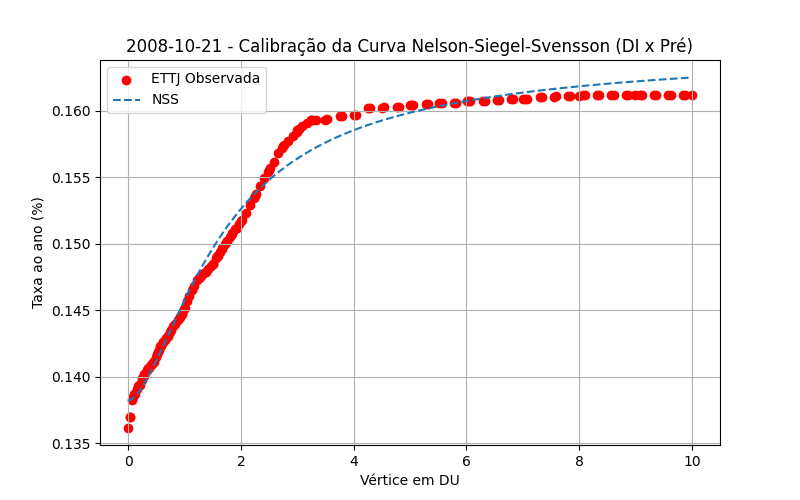 2008-10-21 - Calibração da Curva Nelson-Siegel-Svensson (DI x Pré)
ETTJ Observada
NSS
Taxa ao ano (%)
0.160
0.155
0.150
0.145
0.140
0.135
0
2
4
6
8
10
Vértice em DU